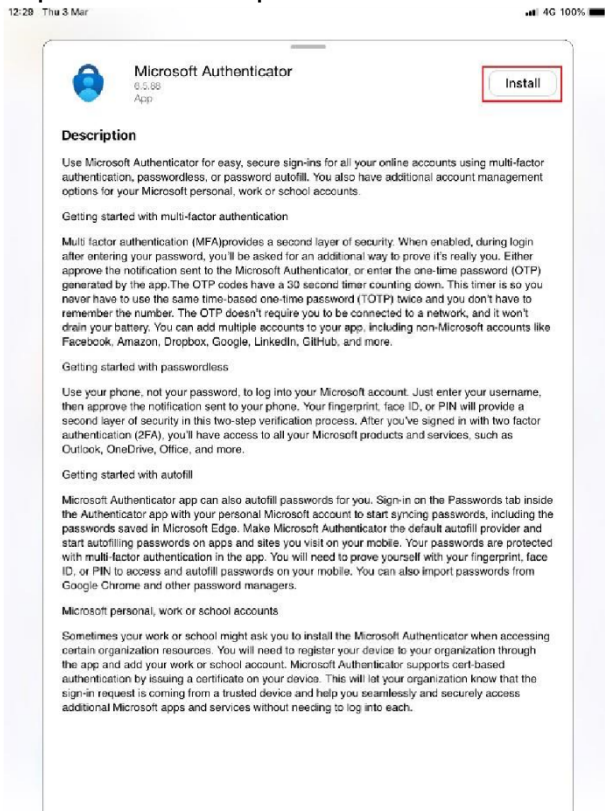 12:29 Thu 3 Mar
4G 100%
Microsoft Authenticator
6.5.88
App
Install
Description
Use Microsoft Authenticator for easy, secure sign-ins for all your online accounts using multi-factor
authentication, passwordless, or password autofill. You also have additional account management
options for your Microsoft personal, work or school accounts.
Getting started with multi-factor authentication
Multi factor authentication (MFA)provides a second layer of security. When enabled, during login
after entering your password, you'll be asked for an additional way to prove it's really you. Either
approve the notification sent to the Microsoft Authenticator, or enter the one-time password (OTP)
generated by the app.The OTP codes have a 30 second timer counting down. This timer is so you
never have to use the same time-based one-time password (TOTP) twice and you don't have to
remember the number. The OTP doesn't require you to be connected to a network, and it won't
drain your battery. You can add multiple accounts to your app, including non-Microsoft accounts like
Facebook, Amazon, Dropbox, Google, LinkedIn, GitHub, and more.
Getting started with passwordless
Use your phone, not your password, to log into your Microsoft account. Just enter your username,
then approve the notification sent to your phone. Your fingerprint, face ID, or PIN will provide a
second layer of security in this two-step verification process. After you've signed in with two factor
authentication (2FA), you'll have access to all your Microsoft products and services, such as
Outlook, OneDrive, Office, and more.
Getting started with autofill
Microsoft Authenticator app can also autofill passwords for you. Sign-in on the Passwords tab inside
the Authenticator app with your personal Microsoft account to start syncing passwords, including the
passwords saved in Microsoft Edge. Make Microsoft Authenticator the default autofill provider and
start autofilling passwords on apps and sites you visit on your mobile. Your passwords are protected
with multi-factor authentication in the app. You will need to prove yourself with your fingerprint, face
ID, or PIN to access and autofill passwords on your mobile. You can also import passwords from
Google Chrome and other password managers.
Microsoft personal, work or school accounts
Sometimes your work or school might ask you to install the Microsoft Authenticator when accessing
certain organization resources. You will need to register your device to your organization through
the app and add your work or school account. Microsoft Authenticator supports cert-based
authentication by issuing a certificate on your device. This will let your organization know that the
sign-in request is coming from a trusted device and help you seamlessly and securely access
additional Microsoft apps and services without needing to log into each.